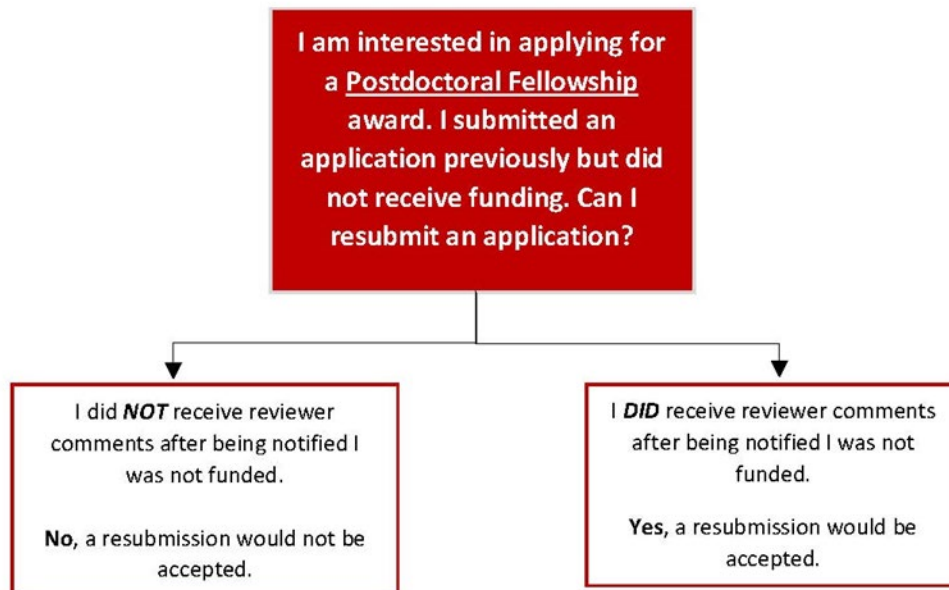 I am interested in applying for
a Postdoctoral Fellowship
award. I submitted an
application previously but did
not receive funding. Can I
resubmit an application?
I did NOT receive reviewer
comments after being notified I
was not funded.
No, a resubmission would not be
accepted.
I DID receive reviewer comments
after being notified I was not
funded.
Yes, a resubmission would be
accepted.